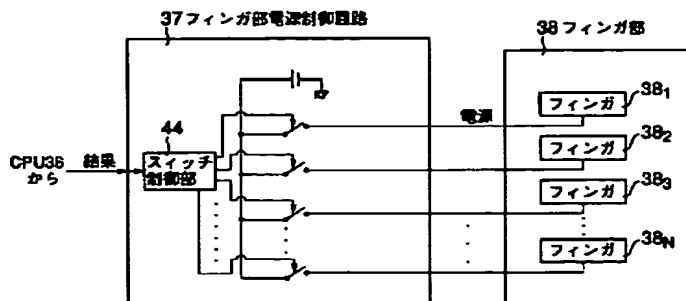 37フィンガ部電源制御回路
38フィンガ部
44
CPU36
から
結果
スイッチ
制御部
電源
フィンガ
38₁
フィンガ
38₂
フィンガ
38₃
フィンガ
38N